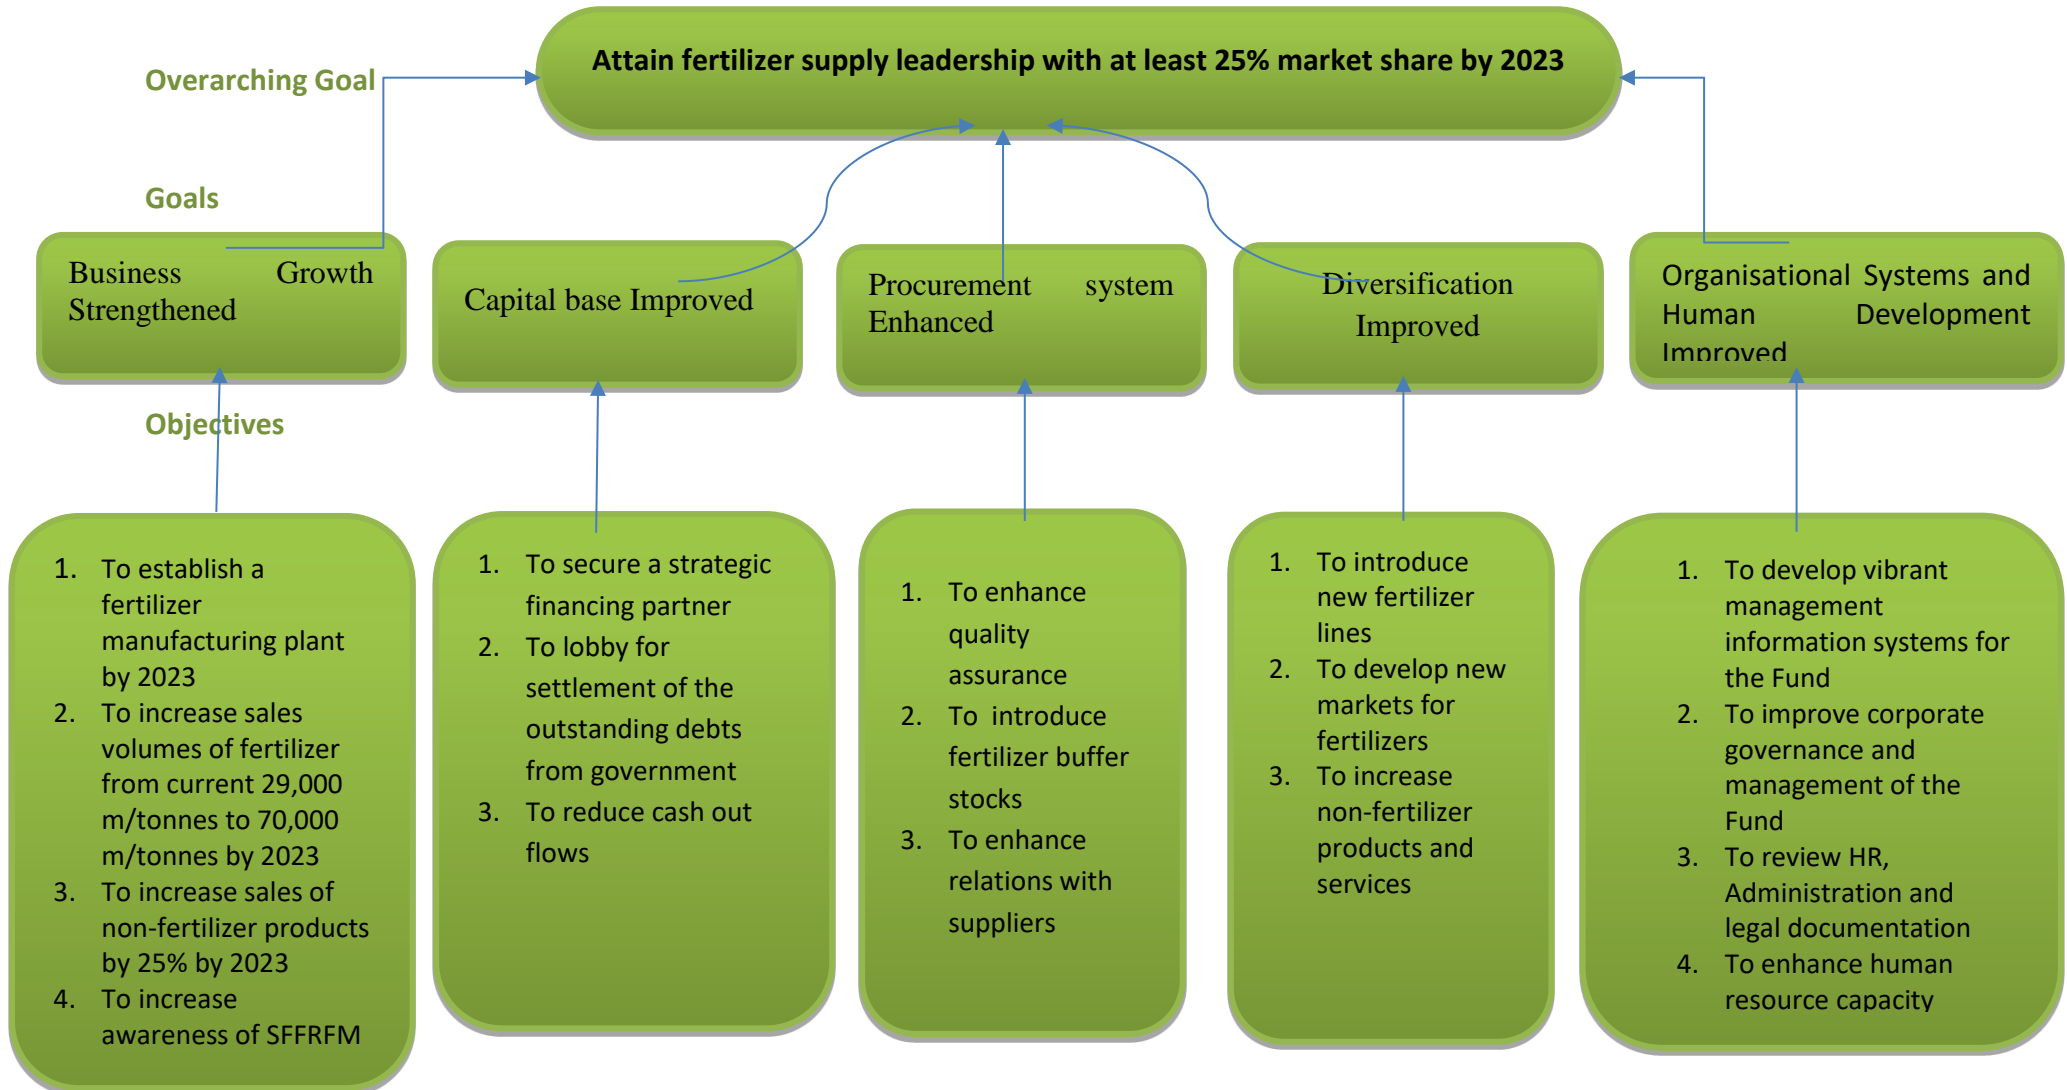 Overarching Goal
Attain fertilizer supply leadership with at least 25% market share by 2023
Goals
Business Growth
Strengthened
Capital base Improved
Procurement system
Enhanced
Diversification
Improved
Organisational Systems and
Human Development
Improved
Objectives
1. To establish a
fertilizer
manufacturing plant
by 2023
2. To increase sales
volumes of fertilizer
from current 29,000
m/tonnes to 70,000
m/tonnes by 2023
3. To increase sales of
non-fertilizer products
by 25% by 2023
4. To increase
awareness of SFFRFM
1. To secure a strategic
financing partner
2. To lobby for
settlement of the
outstanding debts
from government
3. To reduce cash out
flows
1. To enhance
quality
assurance
2. To introduce
fertilizer buffer
stocks
3. To enhance
relations with
suppliers
1. To introduce
new fertilizer
lines
2. To develop new
markets for
fertilizers
3. To increase
non-fertilizer
products and
services
1. To develop vibrant
management
information systems for
the Fund
2. To improve corporate
governance and
management of the
Fund
3. To review HR,
Administration and
legal documentation
4. To enhance human
resource capacity